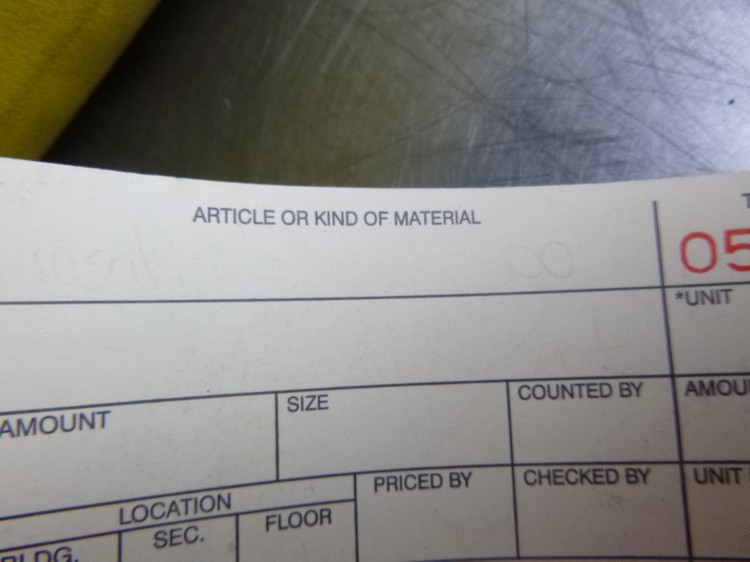 ARTICLE OR KIND OF MATERIAL
05
*UNIT
AMOUNT SIZE COUNTED BY AMOU
LOCATION PRICED BY CHECKED BY UNIT
BLDG. SEC. FLOOR